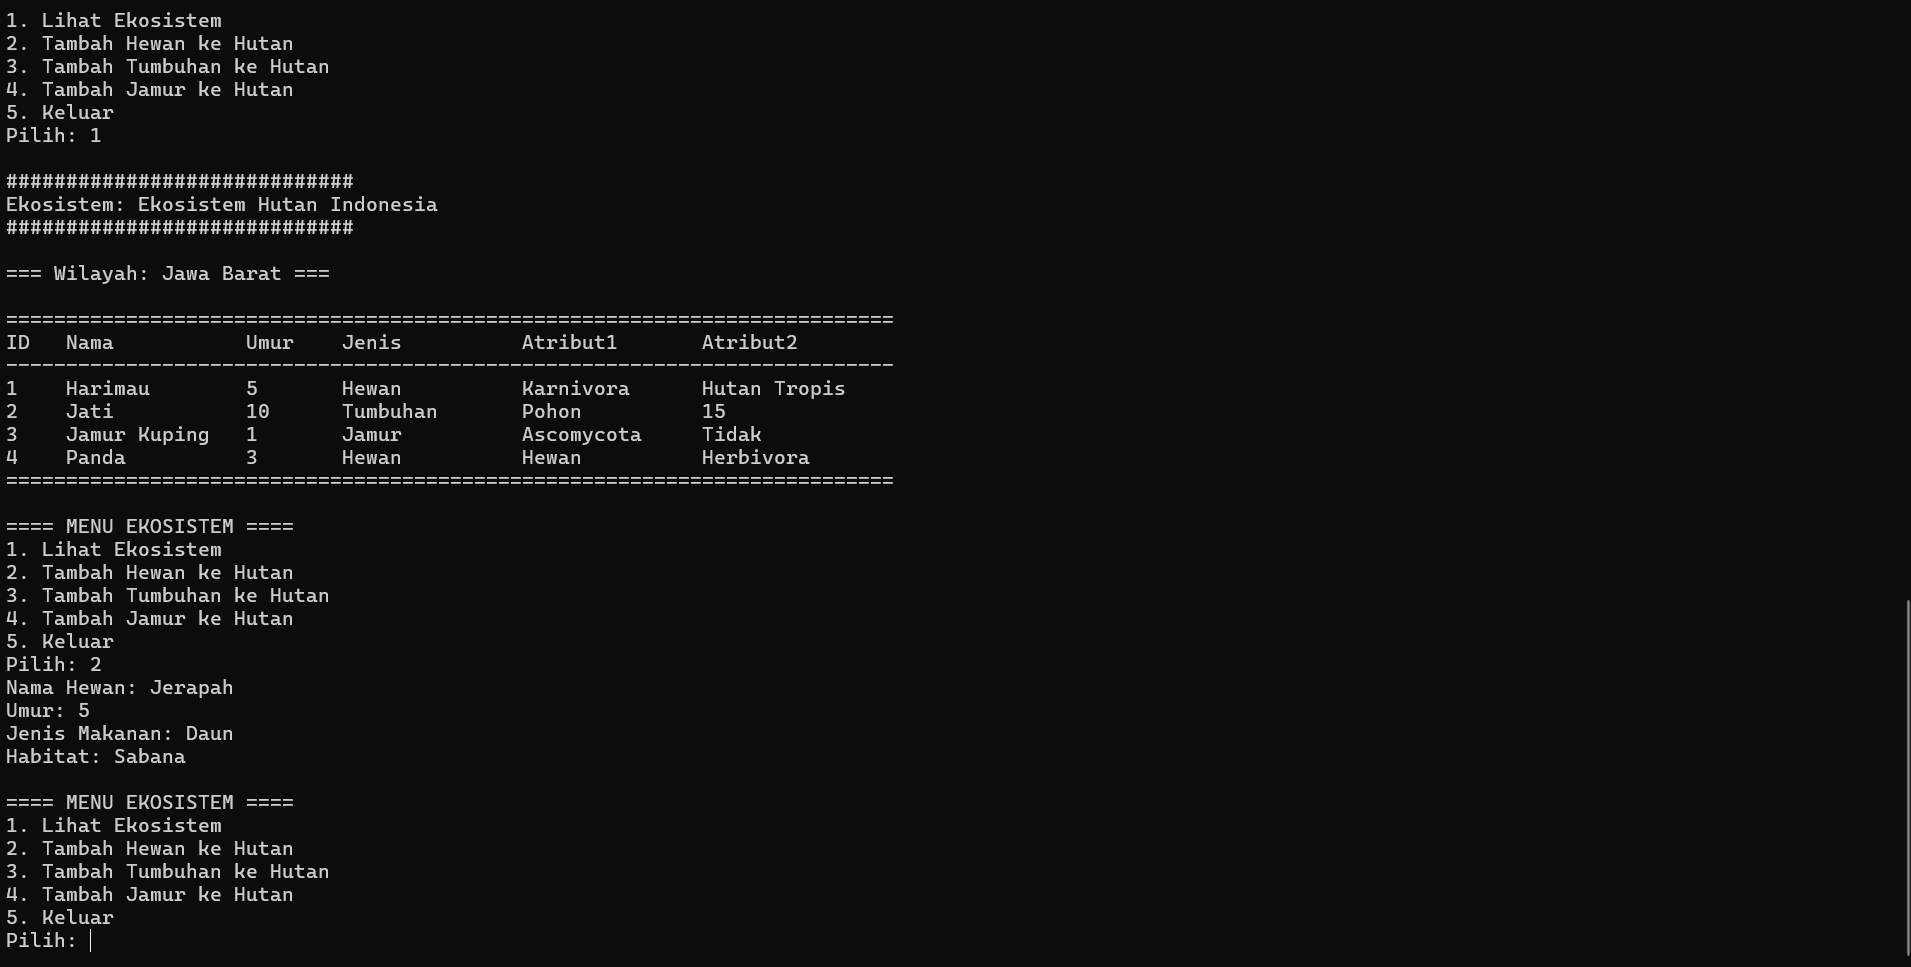 1. Lihat Ekosistem
2. Tambah Hewan ke Hutan
3. Tambah Tumbuhan ke Hutan
4. Tambah Jamur ke Hutan
5. Keluar
Pilih: 1

#############################
Ekosistem: Ekosistem Hutan Indonesia
#############################

=== Wilayah: Jawa Barat ===

==========================================================================
ID   Nama           Umur    Jenis          Atribut1       Atribut2
--------------------------------------------------------------------------
1    Harimau        5       Hewan          Karnivora      Hutan Tropis
2    Jati           10      Tumbuhan       Pohon          15
3    Jamur Kuping   1       Jamur          Ascomycota     Tidak
4    Panda          3       Hewan          Hewan          Herbivora
==========================================================================

==== MENU EKOSISTEM ====
1. Lihat Ekosistem
2. Tambah Hewan ke Hutan
3. Tambah Tumbuhan ke Hutan
4. Tambah Jamur ke Hutan
5. Keluar
Pilih: 2
Nama Hewan: Jerapah
Umur: 5
Jenis Makanan: Daun
Habitat: Sabana

==== MENU EKOSISTEM ====
1. Lihat Ekosistem
2. Tambah Hewan ke Hutan
3. Tambah Tumbuhan ke Hutan
4. Tambah Jamur ke Hutan
5. Keluar
Pilih: